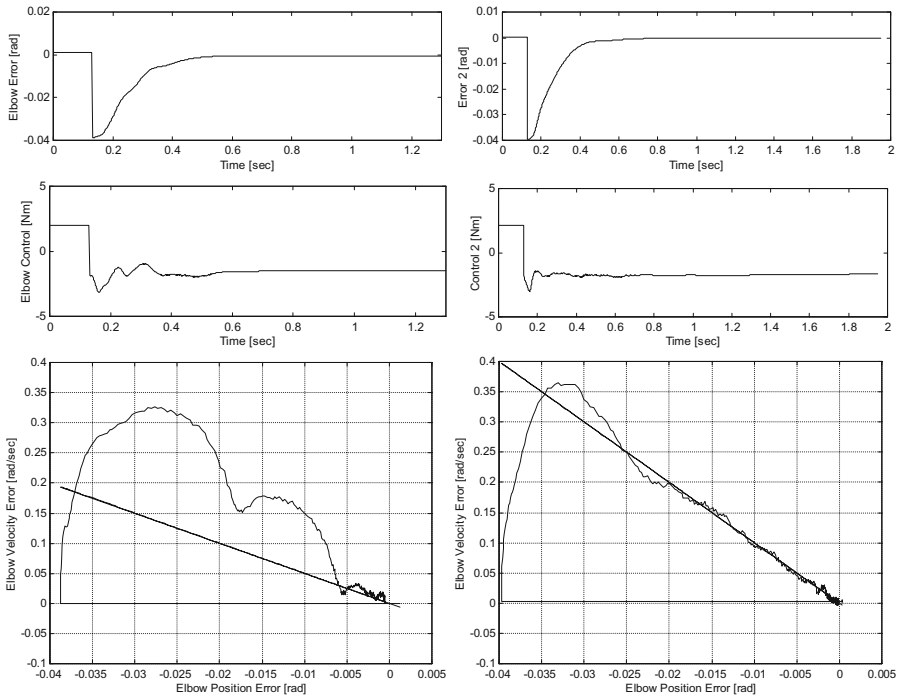 0.02
0
-0.02
-0.04
Elbow Error [rad]
0 0.2 0.4 0.6 0.8 1 1.2
Time [sec]
0.01
0
-0.01
-0.02
-0.03
-0.04
Error 2 [rad]
0 0.2 0.4 0.6 0.8 1 1.2 1.4 1.6 1.8 2
Time [sec]
5
0
-5
Elbow Control [Nm]
0 0.2 0.4 0.6 0.8 1 1.2
Time [sec]
5
0
-5
Control 2 [Nm]
0 0.2 0.4 0.6 0.8 1 1.2 1.4 1.6 1.8 2
Time [sec]
0.4
0.35
0.3
0.25
0.2
0.15
0.1
0.05
0
-0.05
-0.1
Elbow Velocity Error [rad/sec]
-0.04 -0.035 -0.03 -0.025 -0.02 -0.015 -0.01 -0.005 0 0.005
Elbow Position Error [rad]
0.4
0.35
0.3
0.25
0.2
0.15
0.1
0.05
0
-0.05
-0.1
Elbow Velocity Error [rad/sec]
-0.04 -0.035 -0.03 -0.025 -0.02 -0.015 -0.01 -0.005 0 0.005
Elbow Position Error [rad]